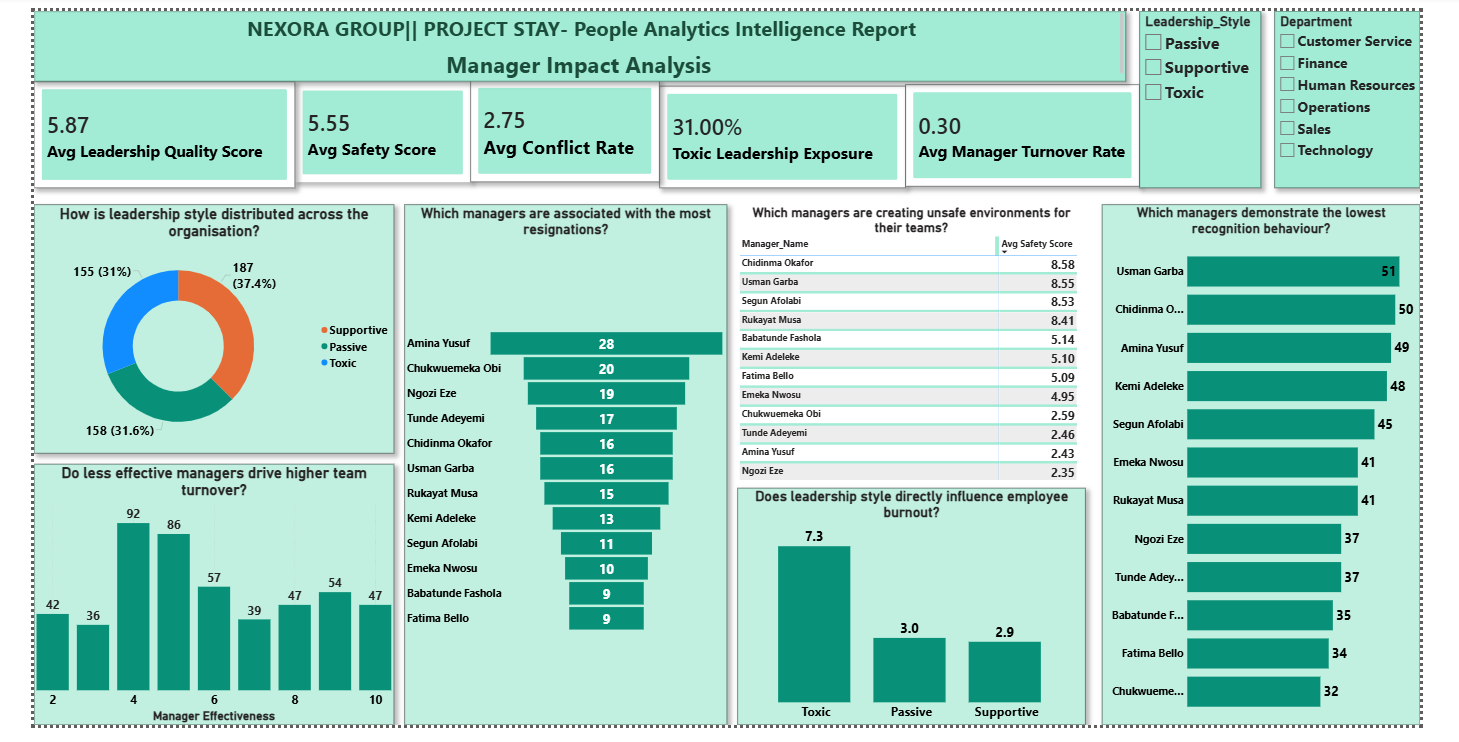 NEXORA GROUP|| PROJECT STAY- People Analytics Intelligence Report
Manager Impact Analysis
Leadership_Style
Passive
Supportive
Toxic
Department
Customer Service
Finance
Human Resources
Operations
Sales
Technology
5.87
Avg Leadership Quality Score
5.55
Avg Safety Score
2.75
Avg Conflict Rate
31.00%
Toxic Leadership Exposure
0.30
Avg Manager Turnover Rate
How is leadership style distributed across the
organisation?
155 (31%)
187
(37.4%)
158 (31.6%)
Supportive
Passive
Toxic
Do less effective managers drive higher team
turnover?
42
36
92
86
57
39
47
54
47
2
4
6
8
10
Manager Effectiveness
Which managers are associated with the most
resignations?
Amina Yusuf 28
Chukwuemeka Obi 20
Ngozi Eze 19
Tunde Adeyemi 17
Chidinma Okafor 16
Usman Garba 16
Rukayat Musa 15
Kemi Adeleke 13
Segun Afolabi 11
Emeka Nwosu 10
Babatunde Fashola 9
Fatima Bello 9
Which managers are creating unsafe environments for
their teams?
Manager_Name Avg Safety Score
Chidinma Okafor 8.58
Usman Garba 8.55
Segun Afolabi 8.53
Rukayat Musa 8.41
Babatunde Fashola 5.14
Kemi Adeleke 5.10
Fatima Bello 5.09
Emeka Nwosu 4.95
Chukwuemeka Obi 2.59
Tunde Adeyemi 2.46
Amina Yusuf 2.43
Ngozi Eze 2.35
Does leadership style directly influence employee
burnout?
7.3
3.0
2.9
Toxic
Passive
Supportive
Which managers demonstrate the lowest
recognition behaviour?
Usman Garba 51
Chidinma O... 50
Amina Yusuf 49
Kemi Adeleke 48
Segun Afolabi 45
Emeka Nwosu 41
Rukayat Musa 41
Ngozi Eze 37
Tunde Adey... 37
Babatunde F... 35
Fatima Bello 34
Chukwueme... 32